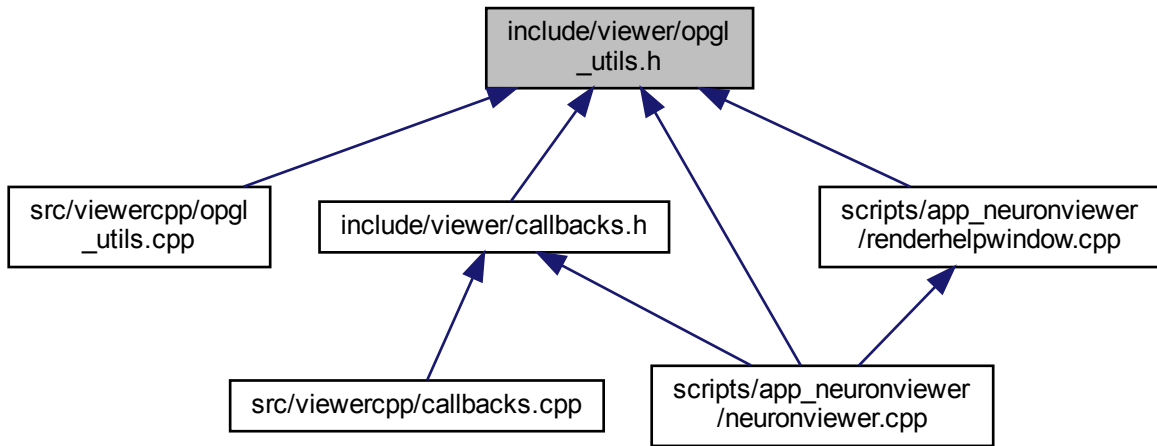 include/viewer/opgl
_utils.h
src/viewercpp/opgl
_utils.cpp
include/viewer/callbacks.h
scripts/app_neuronviewer
/renderhelpwindow.cpp
src/viewercpp/callbacks.cpp
scripts/app_neuronviewer
/neuronviewer.cpp